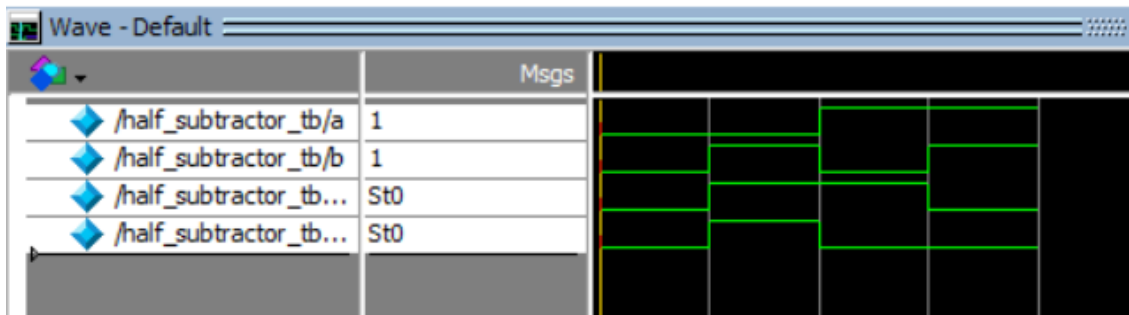 Wave - Default
Msgs
/half_subtractor_tb/a 1
/half_subtractor_tb/b 1
/half_subtractor_tb... St0
/half_subtractor_tb... St0